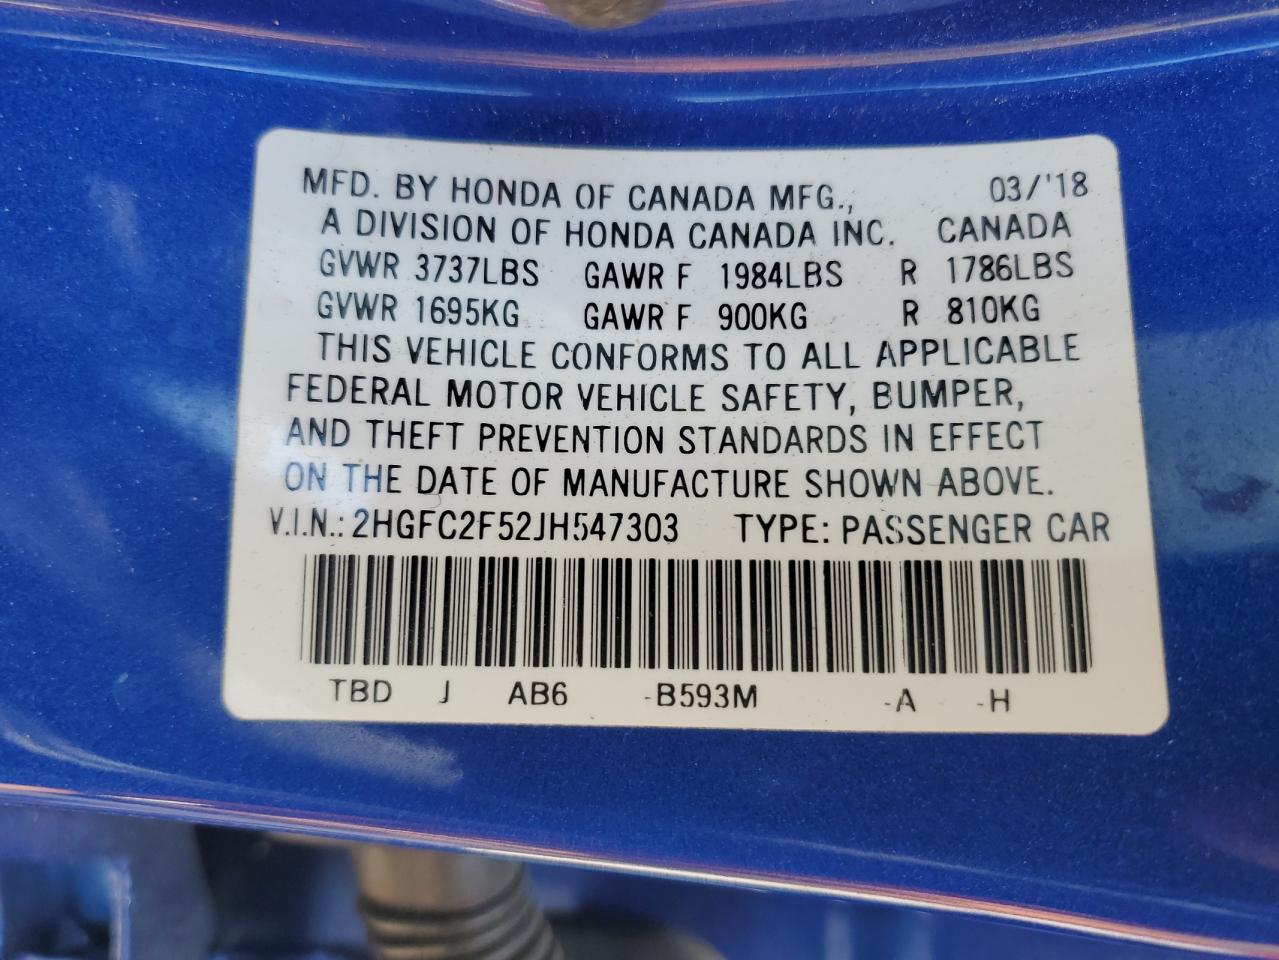 MFD. BY HONDA OF CANADA MFG., 03/'18
A DIVISION OF HONDA CANADA INC. CANADA
GVWR 3737LBS GAWR F 1984LBS R 1786LBS
GVWR 1695KG GAWR F 900KG R 810KG
THIS VEHICLE CONFORMS TO ALL APPLICABLE
FEDERAL MOTOR VEHICLE SAFETY, BUMPER,
AND THEFT PREVENTION STANDARDS IN EFFECT
ON THE DATE OF MANUFACTURE SHOWN ABOVE.
V.I.N.: 2HGFC2F52JH547303 TYPE: PASSENGER CAR
TBD J AB6 -B593M -A -H